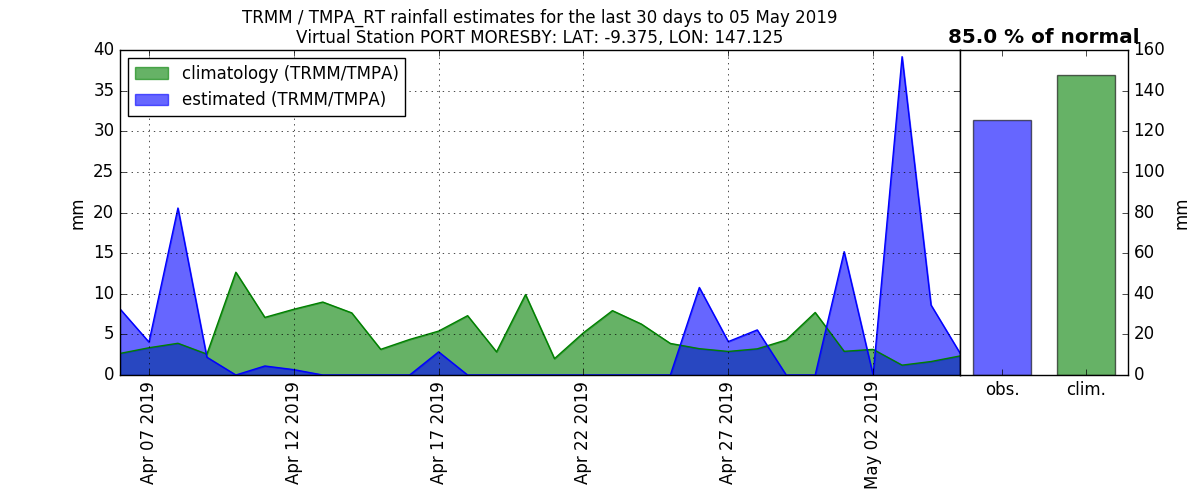 TRMM / TMPA_RT rainfall estimates for the last 30 days to 05 May 2019
Virtual Station PORT MORESBY: LAT: -9.375, LON: 147.125
85.0 % of normal
climatology (TRMM/TMPA)
estimated (TRMM/TMPA)
mm
40
35
30
25
20
15
10
5
0
Apr 07 2019
Apr 12 2019
Apr 17 2019
Apr 22 2019
Apr 27 2019
May 02 2019
obs.
clim.
160
140
120
100
80
60
40
20
0
mm